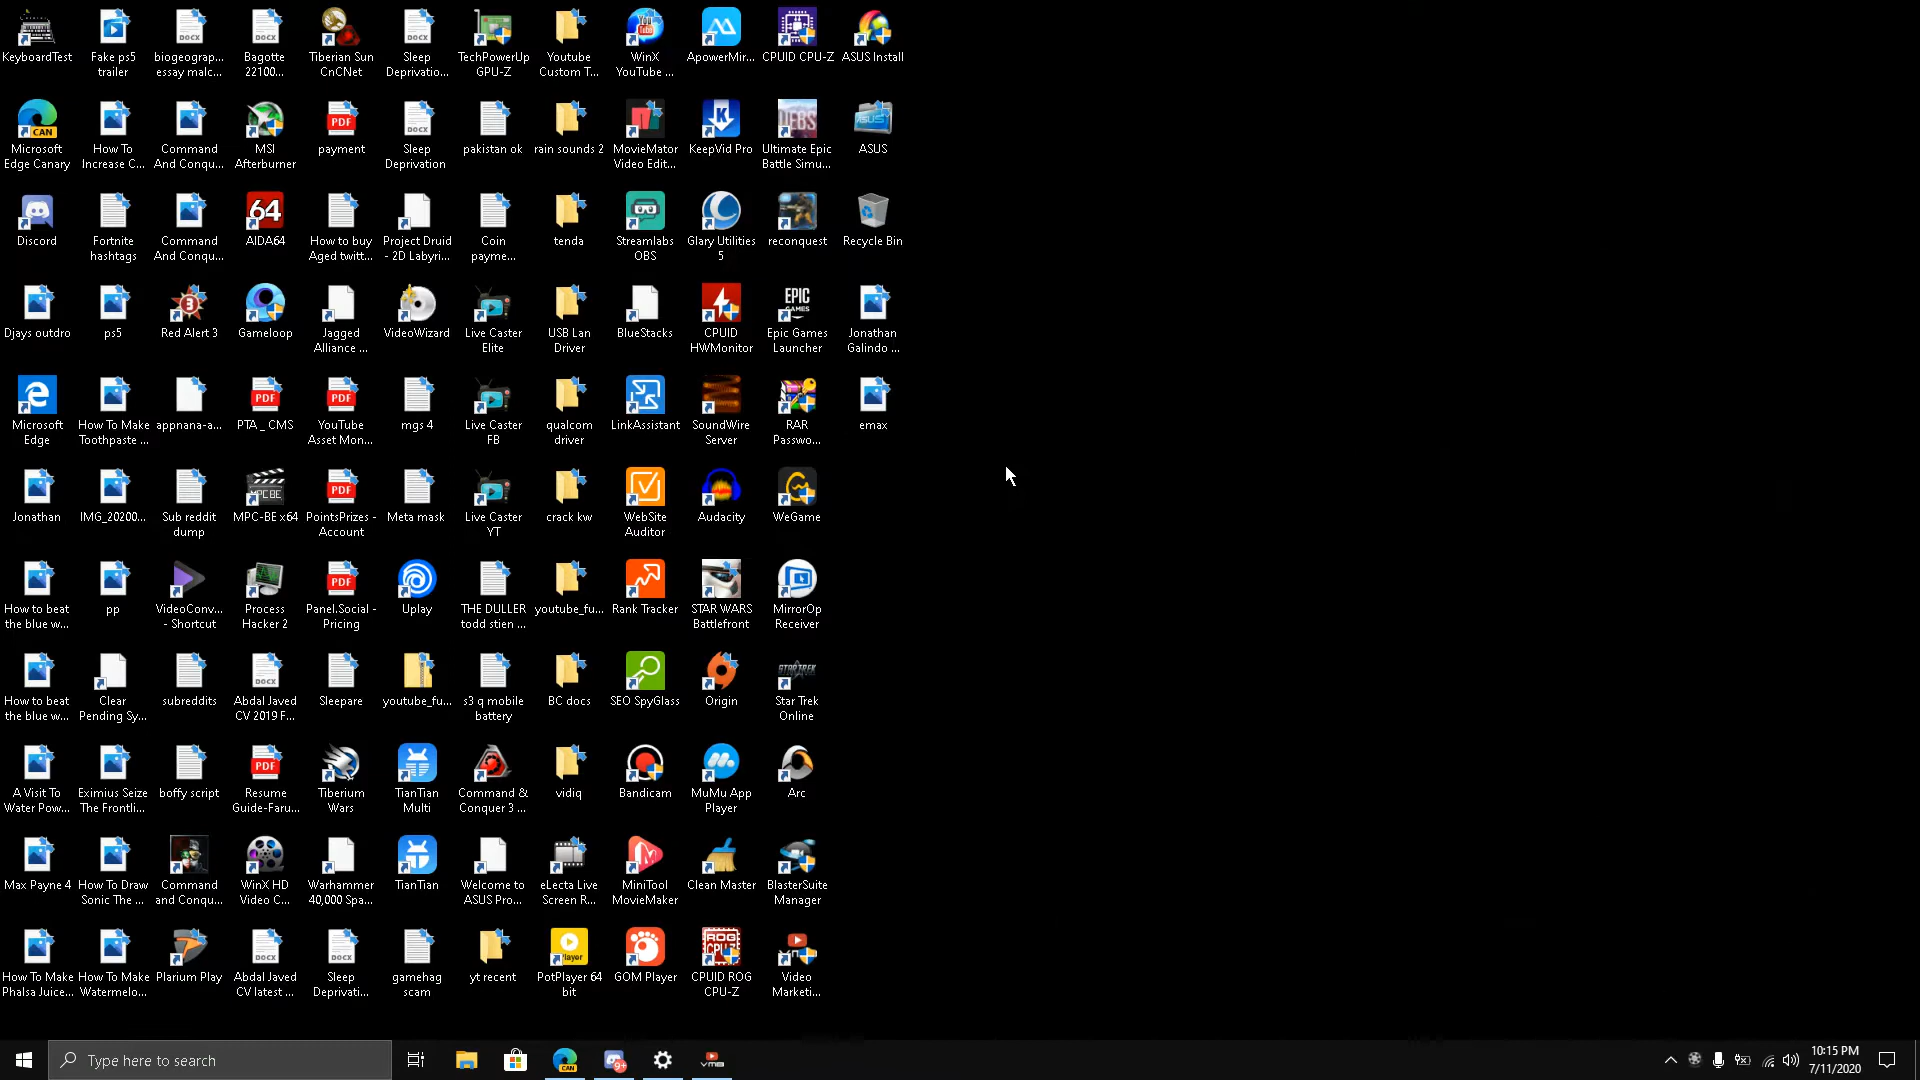 KeyboardTest
Fake ps5
trailer
biogeograp...
essay malc...
Bagotte
22100...
Tiberian Sun
CnCNet
Sleep
Deprivatio...
TechPowerUp
GPU-Z
Youtube
Custom T...
WinX
YouTube ...
ApowerMir...
CPUID CPU-Z
ASUS Install
Microsoft
Edge Canary
How To
Increase C...
Command
And Conqu...
MSI
Afterburner
payment
Sleep
Deprivation
pakistan ok
rain sounds 2
MovieMator
Video Edit...
KeepVid Pro
Ultimate Epic
Battle Simu...
ASUS
Discord
Fortnite
hashtags
Command
And Conqu...
AIDA64
How to buy
Aged twitt...
Project Druid
- 2D Labyri...
Coin
payme...
tenda
Streamlabs
OBS
Glary Utilities
5
reconquest
Recycle Bin
Djays outdro
ps5
Red Alert 3
Gameloop
Jagged
Alliance ...
VideoWizard
Live Caster
Elite
USB Lan
Driver
BlueStacks
CPUID
HWMonitor
Epic Games
Launcher
Jonathan
Galindo ...
Microsoft
Edge
How To Make
Toothpaste ...
appnana-a...
PTA _ CMS
YouTube
Asset Mon...
mgs 4
Live Caster
FB
qualcom
driver
LinkAssistant
SoundWire
Server
RAR
Passwo...
emax
Jonathan
IMG_20200...
Sub reddit
dump
MPC-BE x64
PointsPrizes -
Account
Meta mask
Live Caster
YT
crack kw
WebSite
Auditor
Audacity
WeGame
How to beat
the blue w...
pp
VideoConv...
- Shortcut
Process
Hacker 2
Panel.Social -
Pricing
Uplay
THE DULLER
todd stien ...
youtube_fu...
Rank Tracker
STAR WARS
Battlefront
MirrorOp
Receiver
How to beat
the blue w...
Clear
Pending Sy...
subreddits
Abdal Javed
CV 2019 F...
Sleepare
youtube_fu...
s3 q mobile
battery
BC docs
SEO SpyGlass
Origin
Star Trek
Online
A Visit To
Water Pow...
Eximius Seize
The Frontli...
boffy script
Resume
Guide-Faru...
Tiberium
Wars
TianTian
Multi
Command &
Conquer 3 ...
vidiq
Bandicam
MuMu App
Player
Arc
Max Payne 4
How To Draw
Sonic The ...
Command
and Conqu...
WinX HD
Video C...
Warhammer
40,000 Spa...
TianTian
Welcome to
ASUS Pro...
eLecta Live
Screen R...
MiniTool
MovieMaker
Clean Master
BlasterSuite
Manager
How To Make
Phalsa Juice...
How To Make
Watermelo...
Plarium Play
Abdal Javed
CV latest ...
Sleep
Deprivati...
gamehag
scam
yt recent
PotPlayer 64
bit
GOM Player
CPUID ROG
CPU-Z
Video
Marketi...
Type here to search
10:15 PM
7/11/2020